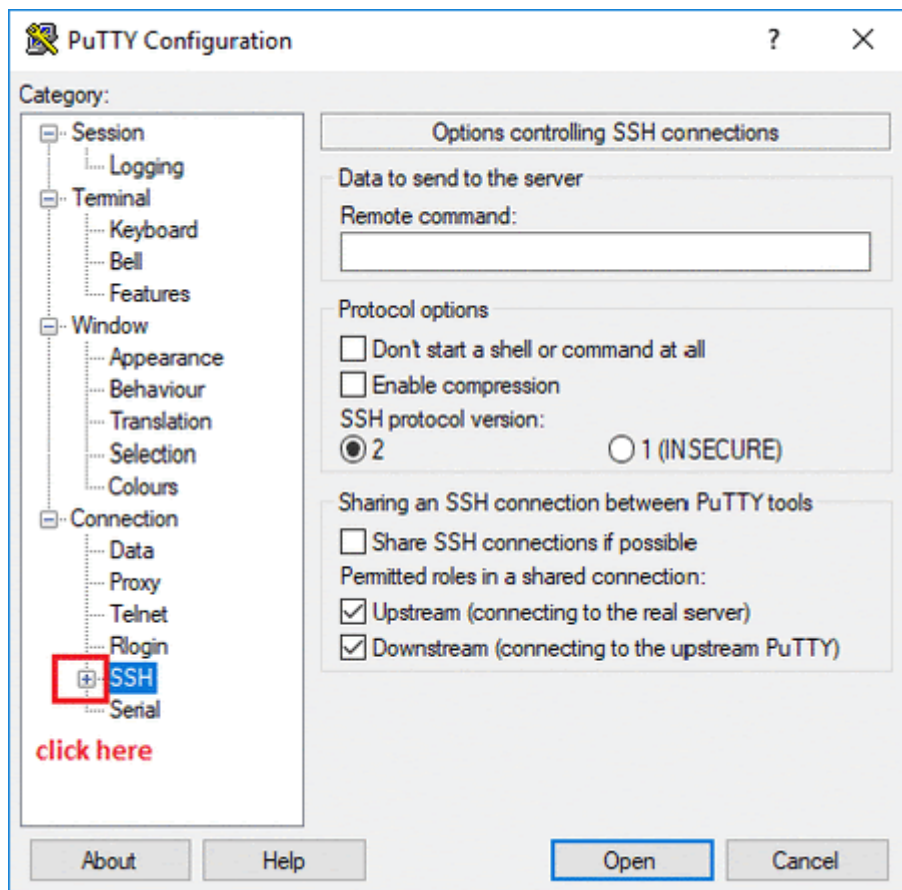 PuTTY Configuration
?
Category:
Session
Logging
Terminal
Keyboard
Bell
Features
Window
Appearance
Behaviour
Translation
Selection
Colours
Connection
Data
Proxy
Telnet
Rlogin
SSH
Serial
click here
Options controlling SSH connections
Data to send to the server
Remote command:
Protocol options
Don't start a shell or command at all
Enable compression
SSH protocol version:
2 1 (INSECURE)
Sharing an SSH connection between PuTTY tools
Share SSH connections if possible
Permitted roles in a shared connection:
Upstream (connecting to the real server)
Downstream (connecting to the upstream PuTTY)
About Help Open Cancel